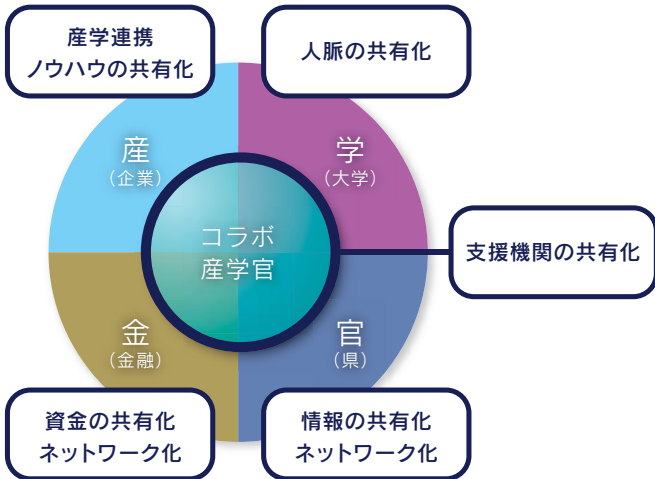 産学連携
ノウハウの共有化
人脈の共有化
産
（企業）
学
（大学）
コラボ
産学官
支援機関の共有化
金
（金融）
官
（県）
資金の共有化
ネットワーク化
情報の共有化
ネットワーク化